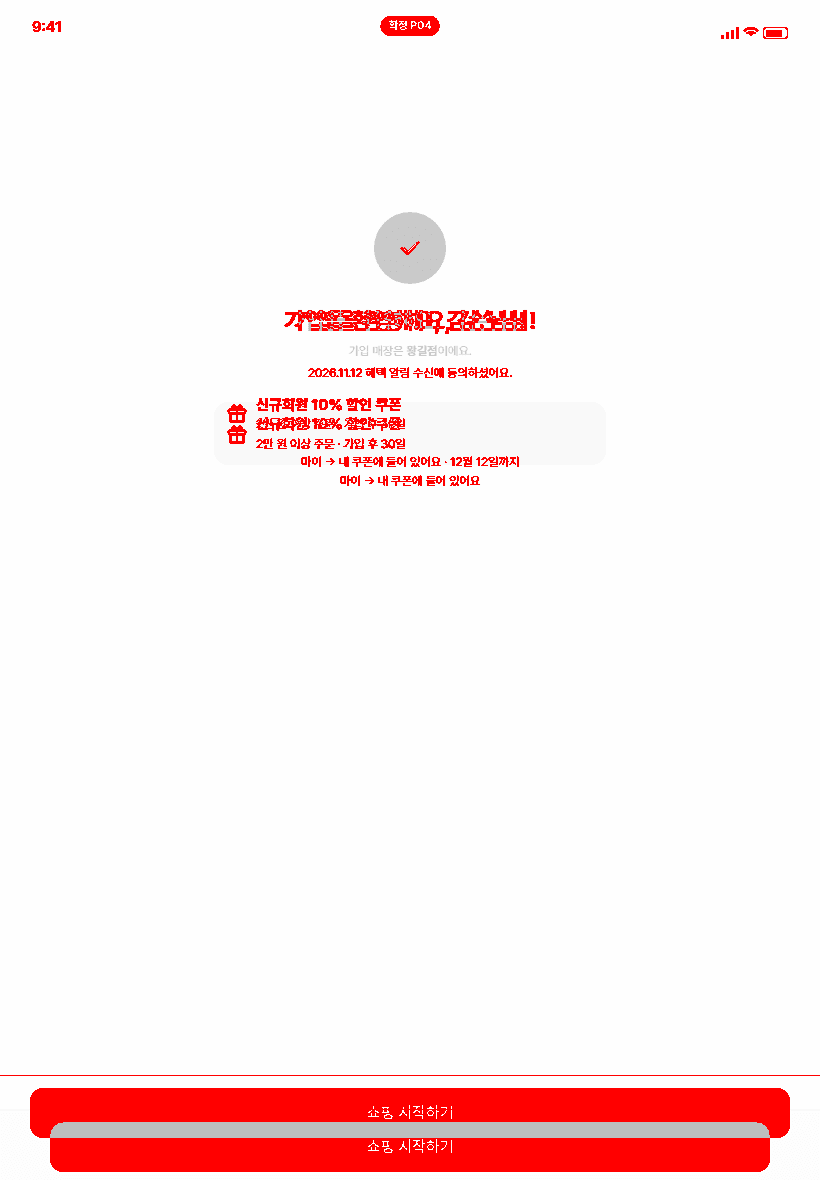 9:41
확정 P04
가입 매장은 왕길점이에요.
2026.11.12 혜택 알림 수신에 동의하셨어요.
신규회원 10% 할인 쿠폰
2만 원 이상 주문 · 가입 후 30일
마이 → 내 쿠폰에 들어 있어요 · 12월 12일까지
마이 → 내 쿠폰에 들어 있어요
쇼핑 시작하기
쇼핑 시작하기